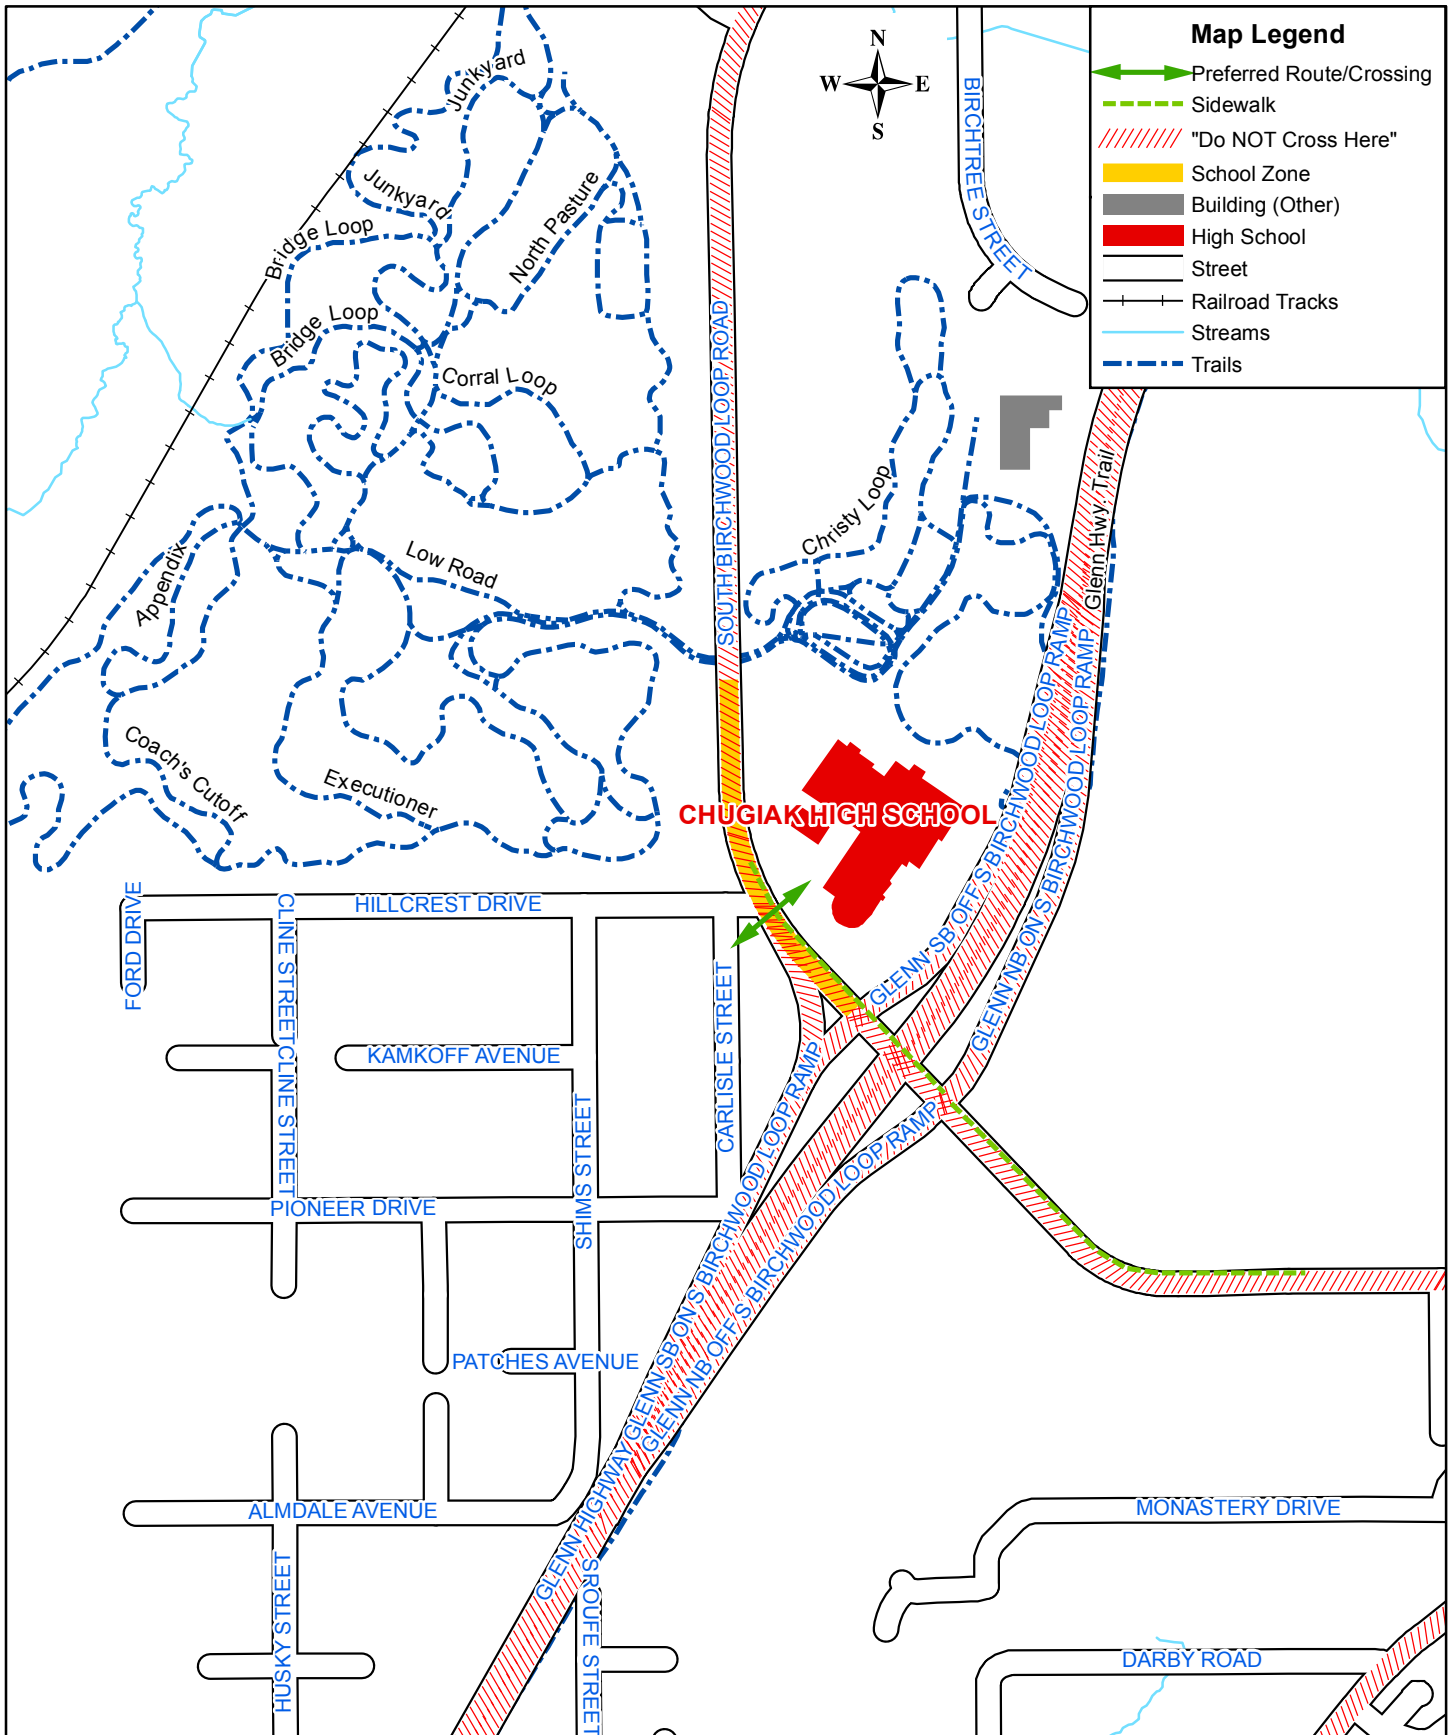 Map Legend
Preferred Route/Crossing
Sidewalk
"Do NOT Cross Here"
School Zone
Building (Other)
High School
Street
Railroad Tracks
Streams
Trails
N
W
E
S
Junkyard
Junkyard
North Pasture
Bridge Loop
Bridge Loop
Corral Loop
BIRCHTREE STREET
SOUTH BIRCHWOOD LOOP ROAD
Christy Loop
Glenn Hwy. Trail
Low Road
Appendix
Coach's Cutoff
Executioner
CHUGIAK HIGH SCHOOL
GLENN SB OFF S BIRCHWOOD LOOP RAMP
GLENN NB ON S BIRCHWOOD LOOP RAMP
FORD DRIVE
HILLCREST DRIVE
CLINE STREET
CLINE STREET
KAMKOFF AVENUE
CARLISLE STREET
SHIMS STREET
PIONEER DRIVE
GLENN SB ON S BIRCHWOOD LOOP RAMP
GLENN NB OFF S BIRCHWOOD LOOP RAMP
PATCHES AVENUE
GLENN HIGHWAY
ALMDALE AVENUE
HUSKY STREET
SROUFE STREET
MONASTERY DRIVE
DARBY ROAD